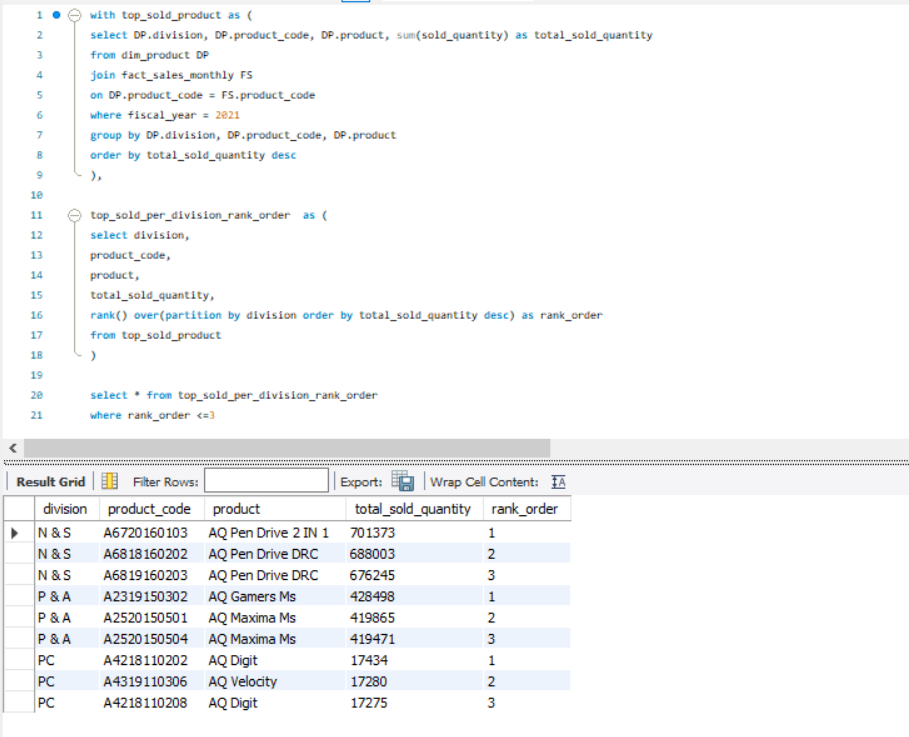 1 with top_sold_product as (
2 select DP.division, DP.product_code, DP.product, sum(sold_quantity) as total_sold_quantity
3 from dim_product DP
4 join fact_sales_monthly FS
5 on DP.product_code = FS.product_code
6 where fiscal_year = 2021
7 group by DP.division, DP.product_code, DP.product
8 order by total_sold_quantity desc
9 ),
10
11 top_sold_per_division_rank_order as (
12 select division,
13 product_code,
14 product,
15 total_sold_quantity,
16 rank() over(partition by division order by total_sold_quantity desc) as rank_order
17 from top_sold_product
18 )
19
20 select * from top_sold_per_division_rank_order
21 where rank_order <=3
Result Grid Filter Rows: Export: Wrap Cell Content: IA
division product_code product total_sold_quantity rank_order
N & S A6720160103 AQ Pen Drive 2 IN 1 701373 1
N & S A6818160202 AQ Pen Drive DRC 688003 2
N & S A6819160203 AQ Pen Drive DRC 676245 3
P & A A2319150302 AQ Gamers Ms 428498 1
P & A A2520150501 AQ Maxima Ms 419865 2
P & A A2520150504 AQ Maxima Ms 419471 3
PC A4218110202 AQ Digit 17434 1
PC A4319110306 AQ Velocity 17280 2
PC A4218110208 AQ Digit 17275 3